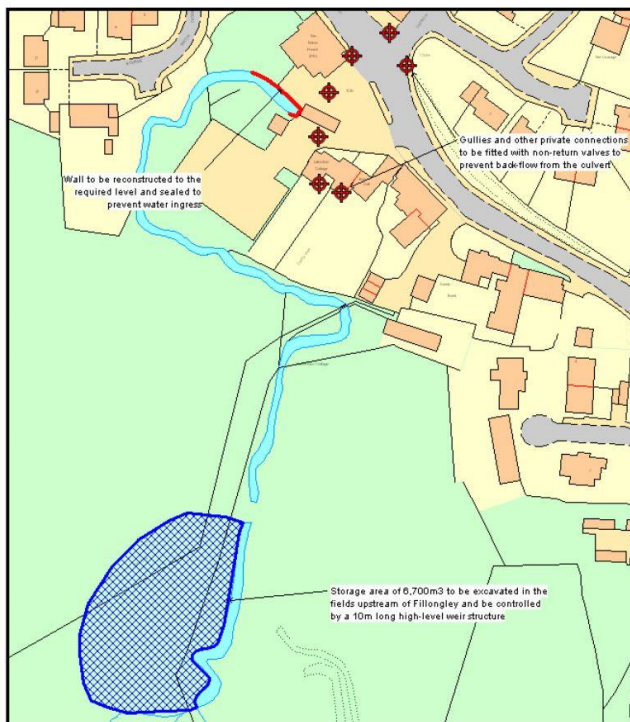 Gullies and other private connections
to be fitted with non-return valves to
prevent back-flow from the culvert
Wall to be reconstructed to the
required level and sealed to
prevent water ingress
Storage area of 6,700m3 to be excavated in the
fields upstream of Fillongley and be controlled
by a 10m long high-level weir structure